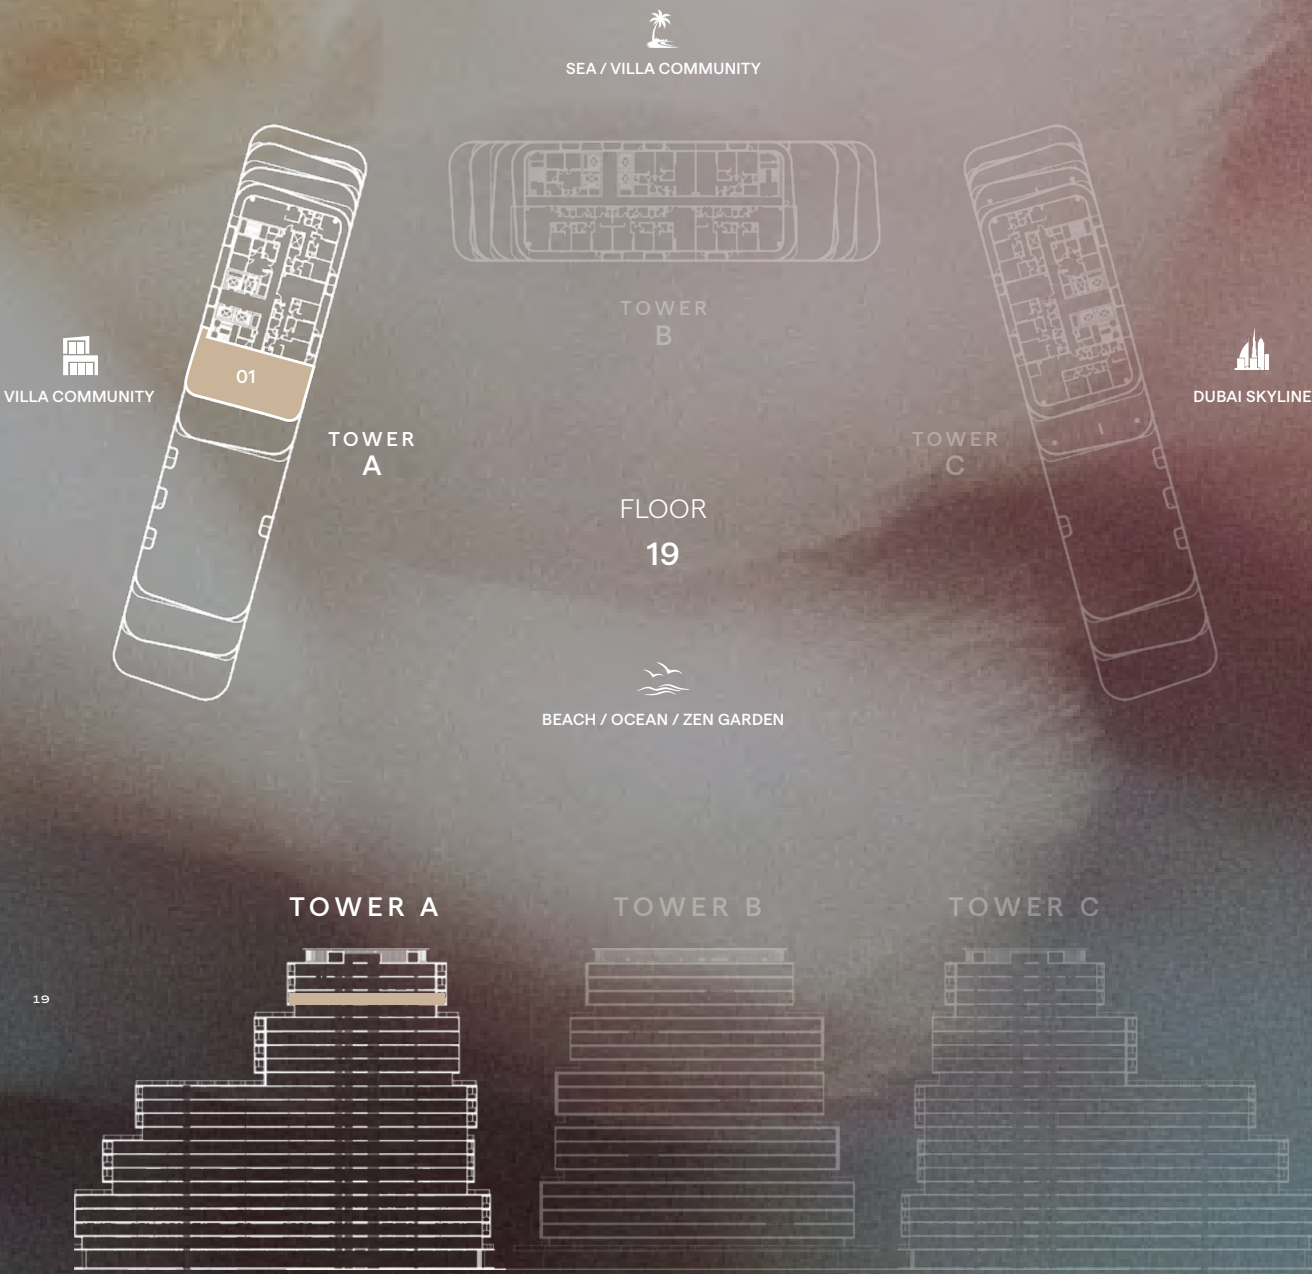 SEA / VILLA COMMUNITY
TOWER
B
VILLA COMMUNITY
01
DUBAI SKYLINE
TOWER
A
TOWER
C
FLOOR
19
BEACH / OCEAN / ZEN GARDEN
TOWER A
TOWER B
TOWER C
19